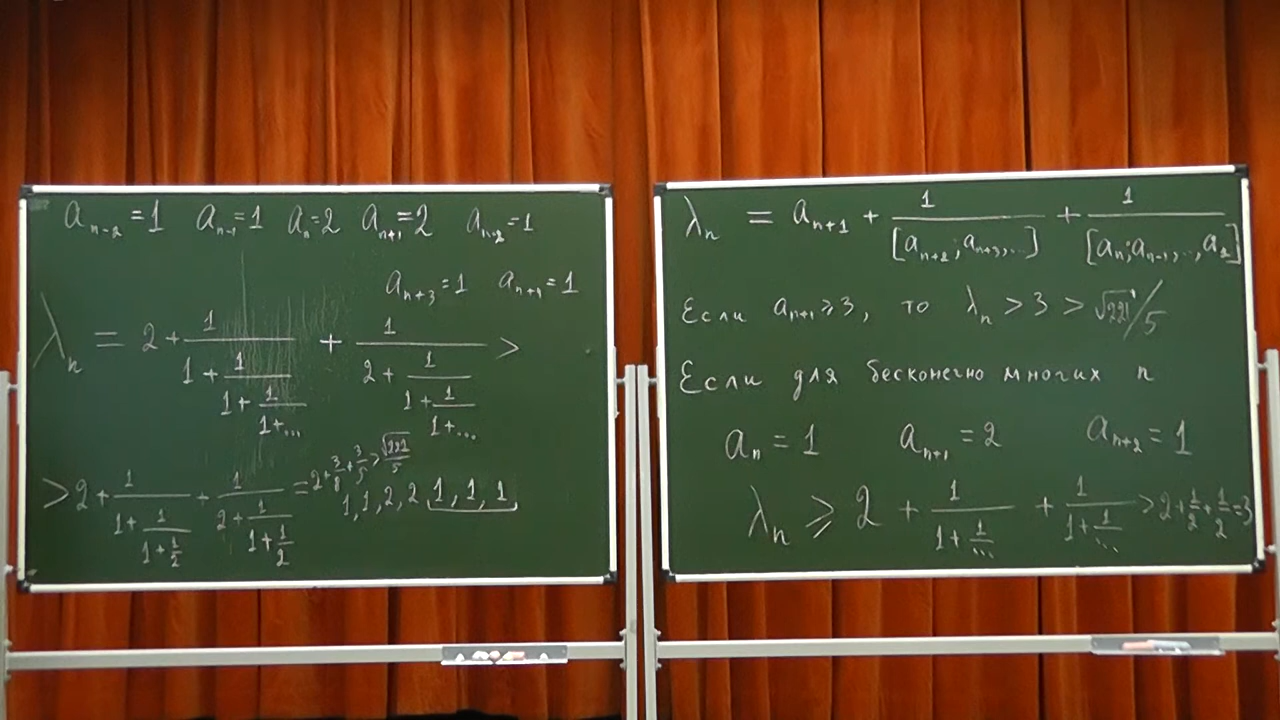 a_{n-2}=1 a_{n-1}=1 a_n=2 a_{n+1}=2 a_{n+2}=1
a_{n+3}=1 a_{n+4}=1
λ_n = 2 + 1/(1 + 1/(1 + 1/(1+...))) + 1/(2 + 1/(1 + 1/(1+...))) >
> 2 + 1/(1 + 1/(1 + 1/2)) + 1/(2 + 1/(1 + 1/2)) = 2 + 3/8 + 3/5 > √221/5
1, 1, 2, 2, 1, 1, 1,
λ_n = a_{n+1} + 1/[a_{n+2}; a_{n+3}, ...] + 1/[a_n; a_{n-1}, ..., a_1]
Если a_{n+1} ≥ 3, то λ_n > 3 > √221/5
Если для бесконечно многих n
a_n = 1 a_{n+1} = 2 a_{n+2} = 1
λ_n ≥ 2 + 1/(1 + 1/...) + 1/(1 + 1/...) > 2 + 1/2 + 1/2 = 3